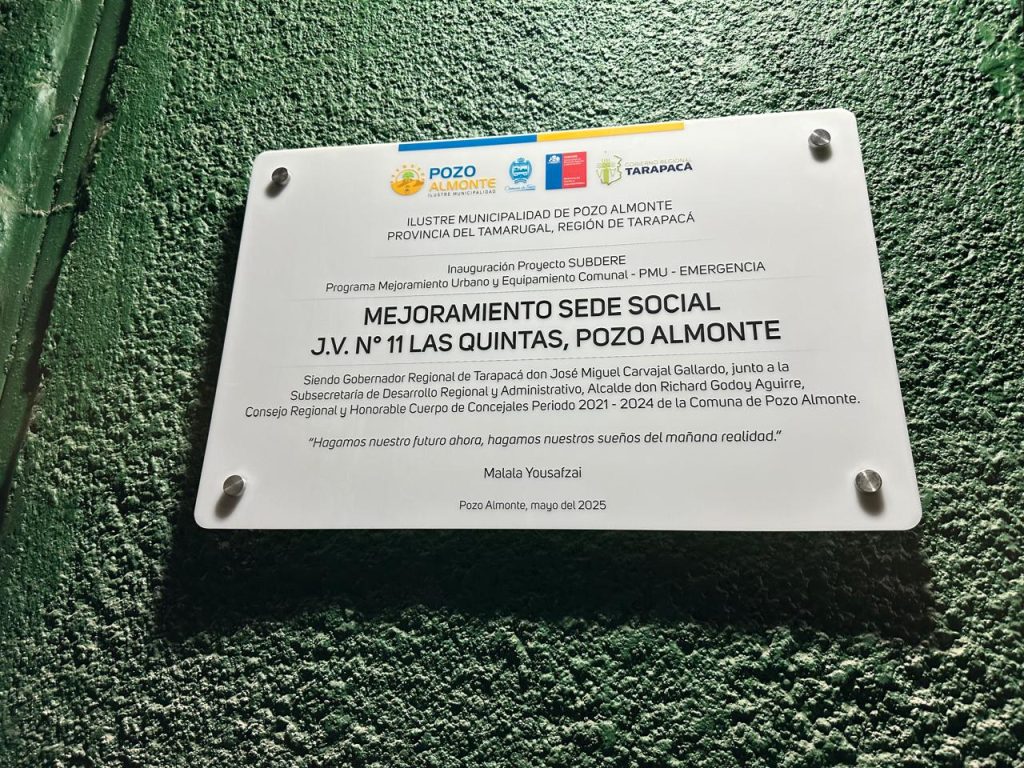 POZO
ALMONTE
ILUSTRE MUNICIPALIDAD
GOBIERNO REGIONAL
TARAPACÁ
ILUSTRE MUNICIPALIDAD DE POZO ALMONTE
PROVINCIA DEL TAMARUGAL, REGIÓN DE TARAPACÁ
Inauguración Proyecto SUBDERE
Programa Mejoramiento Urbano y Equipamiento Comunal - PMU - EMERGENCIA
MEJORAMIENTO SEDE SOCIAL
J.V. N° 11 LAS QUINTAS, POZO ALMONTE
Siendo Gobernador Regional de Tarapacá don José Miguel Carvajal Gallardo, junto a la
Subsecretaría de Desarrollo Regional y Administrativo, Alcalde don Richard Godoy Aguirre,
Consejo Regional y Honorable Cuerpo de Concejales Periodo 2021 - 2024 de la Comuna de Pozo Almonte.
"Hagamos nuestro futuro ahora, hagamos nuestros sueños del mañana realidad."
Malala Yousafzai
Pozo Almonte, mayo del 2025